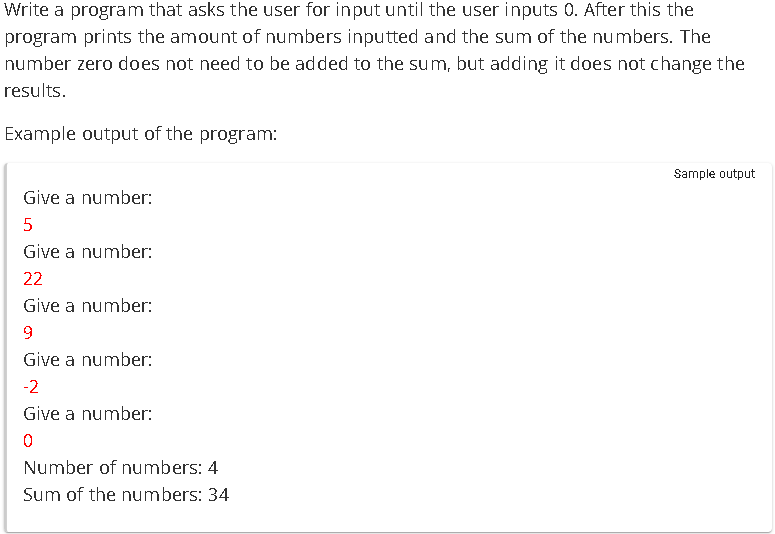 Write a program that asks the user for input until the user inputs 0. After this the
program prints the amount of numbers inputted and the sum of the numbers. The
number zero does not need to be added to the sum, but adding it does not change the
results.
Example output of the program:
Sample output
Give a number:
5
Give a number:
22
Give a number:
9
Give a number:
-2
Give a number:
0
Number of numbers: 4
Sum of the numbers: 34